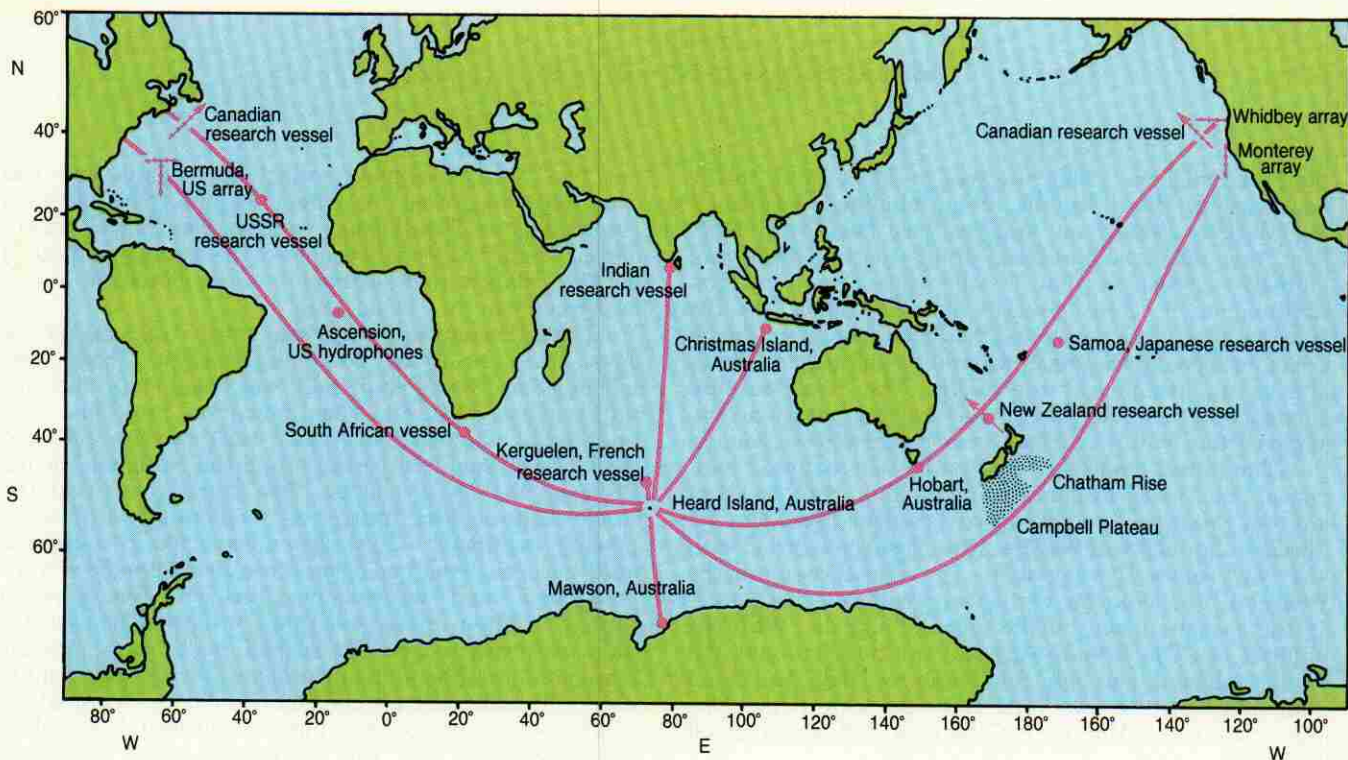 60°
N
40°
20°
0°
20°
40°
S
60°
Canadian
research vessel
Bermuda,
US array
USSR
research vessel
Ascension,
US hydrophones
South African vessel
Kerguelen, French
research vessel
Indian
research vessel
Christmas Island,
Australia
Heard Island, Australia
Mawson, Australia
Hobart,
Australia
Canadian research vessel
Whidbey array
Monterey
array
Samoa, Japanese research vessel
New Zealand research vessel
Chatham Rise
Campbell Plateau
80° 60° 40° 20° 0° 20° 40° 60° 80° 100° 120° 140° 160° 180° 160° 140° 120° 100°
W E W